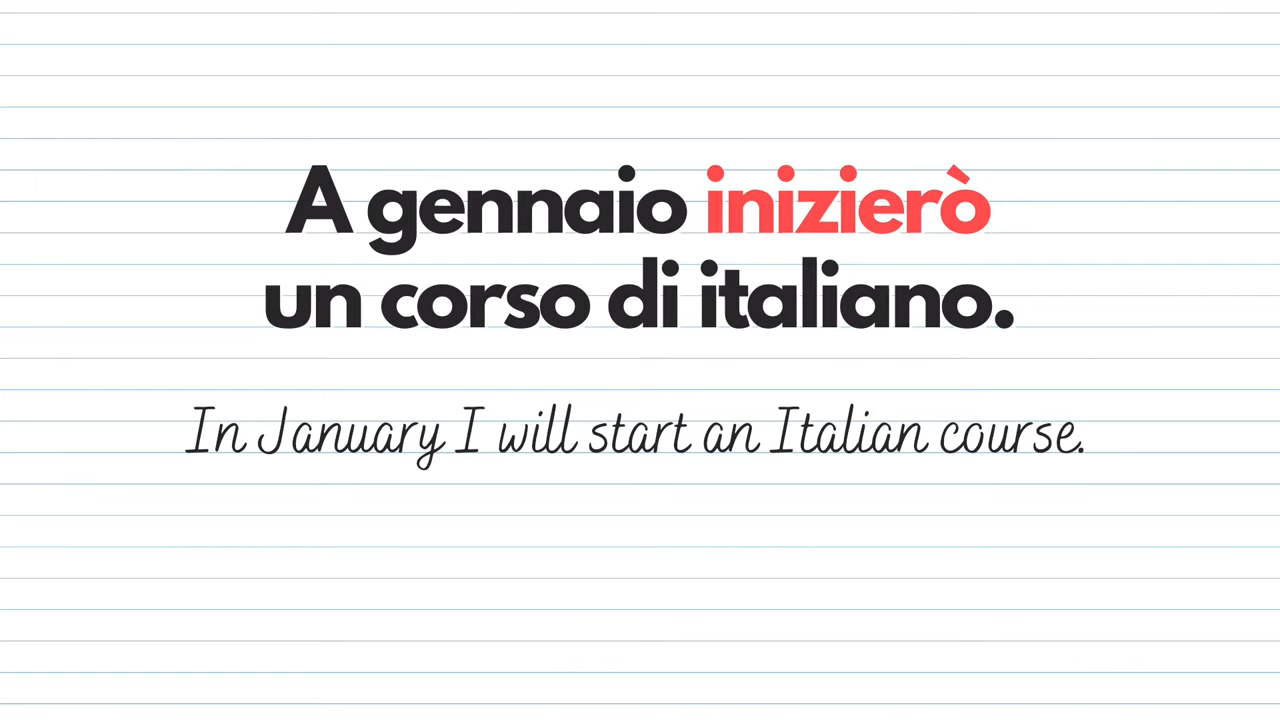 A gennaio inizierò
un corso di italiano.
In January I will start an Italian course.